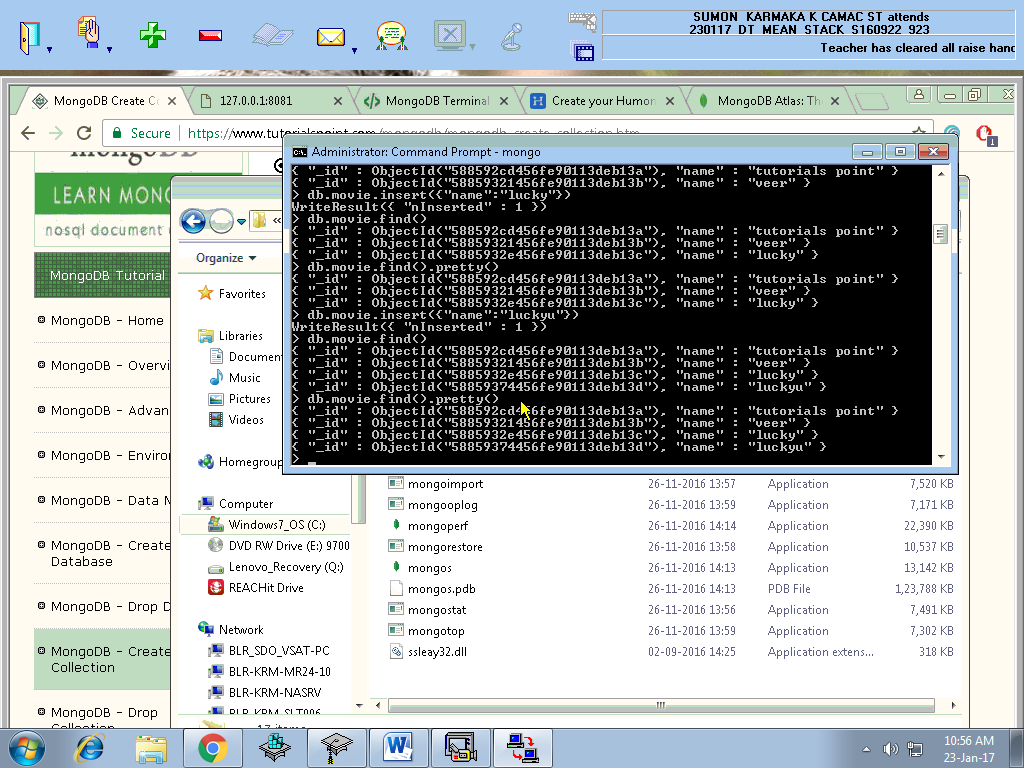 SUMON KARMAKA K CAMAC ST attends
230117_DT_MEAN_STACK_S160922_923
Teacher has cleared all raise hand
MongoDB Create Co
127.0.0.1:8081
MongoDB Terminal
Create your Humon
MongoDB Atlas: The
Secure
https://www.tutorialspoint.com/mongodb/mongodb_create_collection.htm
1
mongoDB
LEARN MONG
nosql document
MongoDB Tutorial
MongoDB - Home
MongoDB - Overvi
MongoDB - Advan
MongoDB - Enviro
MongoDB - Data M
MongoDB - Create
Database
MongoDB - Drop D
MongoDB - Create
Collection
MongoDB - Drop
Collection
«
Organize
Favorites
Libraries
Documen
Music
Pictures
Videos
Homegroup
Computer
Windows7_OS (C:)
DVD RW Drive (E:) 9700
Lenovo_Recovery (Q:)
REACHit Drive
Network
BLR_SDO_VSAT-PC
BLR-KRM-MR24-10
BLR-KRM-NASRV
BLR-KRM-SLT006
Administrator: Command Prompt - mongo
{ "_id" : ObjectId("588592cd456fe90113deb13a"), "name" : "tutorials point" }
{ "_id" : ObjectId("58859321456fe90113deb13b"), "name" : "veer" }
> db.movie.insert({"name":"lucky"})
WriteResult({ "nInserted" : 1 })
> db.movie.find()
{ "_id" : ObjectId("588592cd456fe90113deb13a"), "name" : "tutorials point" }
{ "_id" : ObjectId("58859321456fe90113deb13b"), "name" : "veer" }
{ "_id" : ObjectId("5885932e456fe90113deb13c"), "name" : "lucky" }
> db.movie.find().pretty()
{ "_id" : ObjectId("588592cd456fe90113deb13a"), "name" : "tutorials point" }
{ "_id" : ObjectId("58859321456fe90113deb13b"), "name" : "veer" }
{ "_id" : ObjectId("5885932e456fe90113deb13c"), "name" : "lucky" }
> db.movie.insert({"name":"luckyu"})
WriteResult({ "nInserted" : 1 })
> db.movie.find()
{ "_id" : ObjectId("588592cd456fe90113deb13a"), "name" : "tutorials point" }
{ "_id" : ObjectId("58859321456fe90113deb13b"), "name" : "veer" }
{ "_id" : ObjectId("5885932e456fe90113deb13c"), "name" : "lucky" }
{ "_id" : ObjectId("58859374456fe90113deb13d"), "name" : "luckyu" }
> db.movie.find().pretty()
{ "_id" : ObjectId("588592cd456fe90113deb13a"), "name" : "tutorials point" }
{ "_id" : ObjectId("58859321456fe90113deb13b"), "name" : "veer" }
{ "_id" : ObjectId("5885932e456fe90113deb13c"), "name" : "lucky" }
{ "_id" : ObjectId("58859374456fe90113deb13d"), "name" : "luckyu" }
> _
mongoimport 26-11-2016 13:57 Application 7,520 KB
mongooplog 26-11-2016 13:59 Application 7,171 KB
mongoperf 26-11-2016 14:14 Application 22,390 KB
mongorestore 26-11-2016 13:58 Application 10,537 KB
mongos 26-11-2016 14:13 Application 13,142 KB
mongos.pdb 26-11-2016 14:13 PDB File 1,23,788 KB
mongostat 26-11-2016 13:56 Application 7,491 KB
mongotop 26-11-2016 13:59 Application 7,302 KB
ssleay32.dll 02-09-2016 14:25 Application extens... 318 KB
17 items
10:56 AM
23-Jan-17